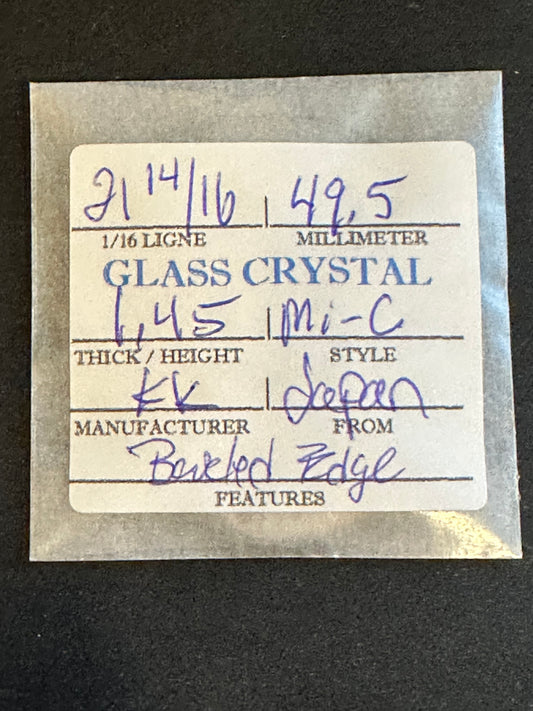 21 14/16 49.5
1/16 LIGNE MILLIMETER
GLASS CRYSTAL
1.45 Mi-C
THICK / HEIGHT STYLE
KK Japan
MANUFACTURER FROM
Beveled Edge
FEATURES